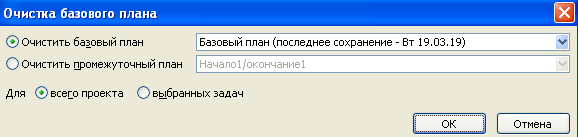 Очистка базового плана
Очистить базовый план Базовый план (последнее сохранение - Вт 19.03.19)
Очистить промежуточный план Начало1/окончание1
Для всего проекта выбранных задач
ОК Отмена